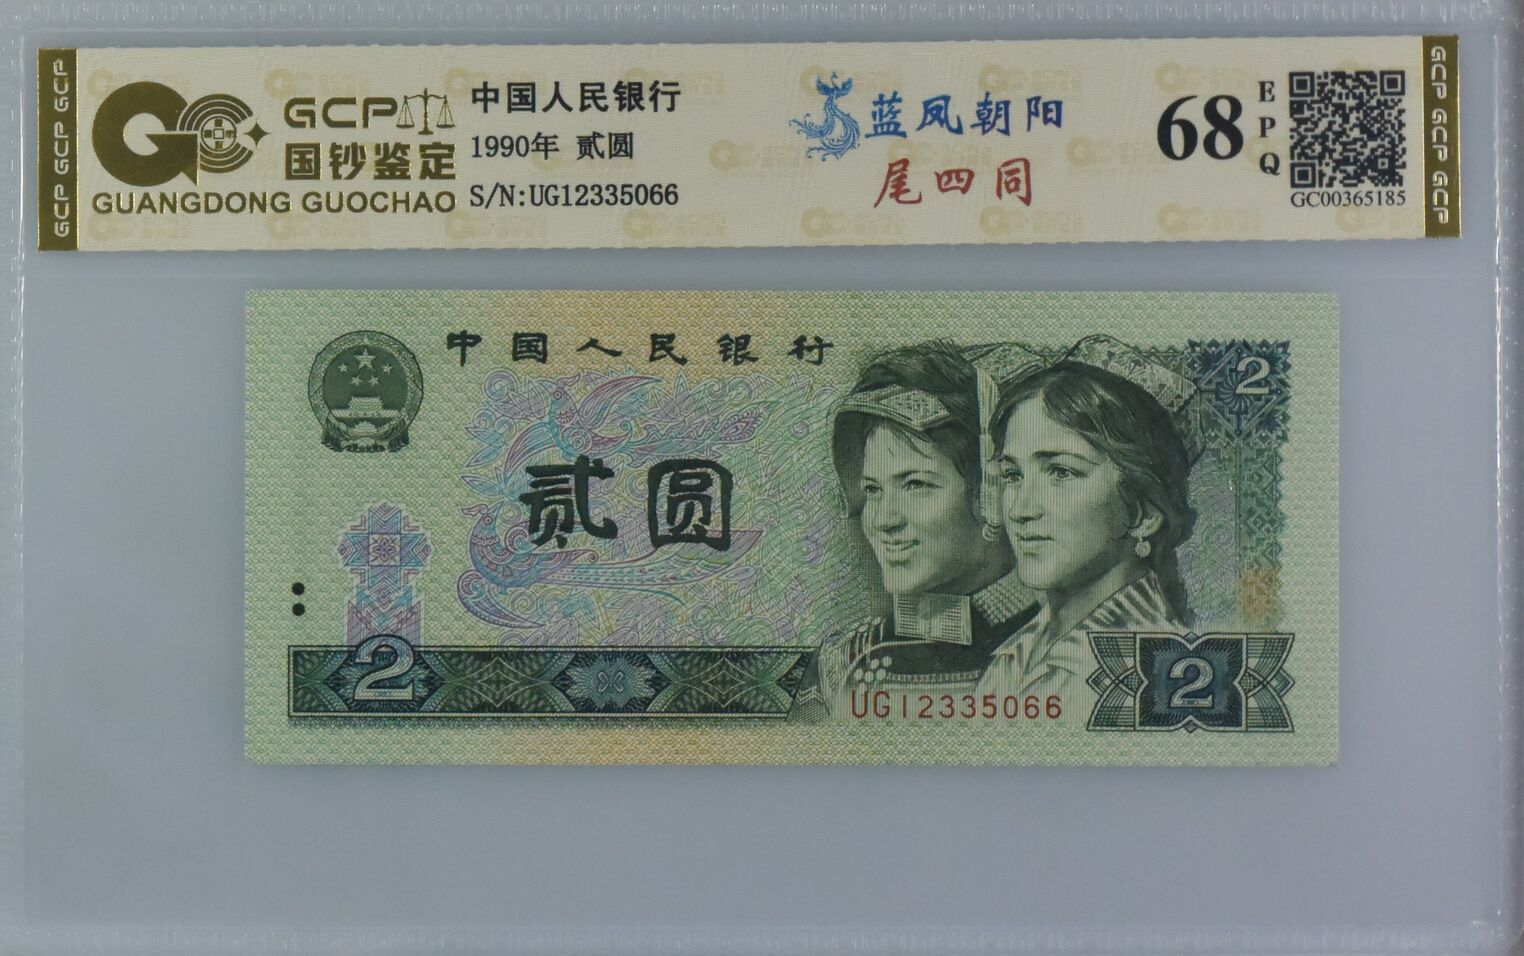 GCP GCP GCP
GCP
国钞鉴定
GUANGDONG GUOCHAO
中国人民银行
1990年 贰圆
S/N:UG12335066
蓝凤朝阳
尾四同
68
EPQ
GC00365185
GCP GCP GCP
中国人民银行
2
贰圆
2
UG12335066
2